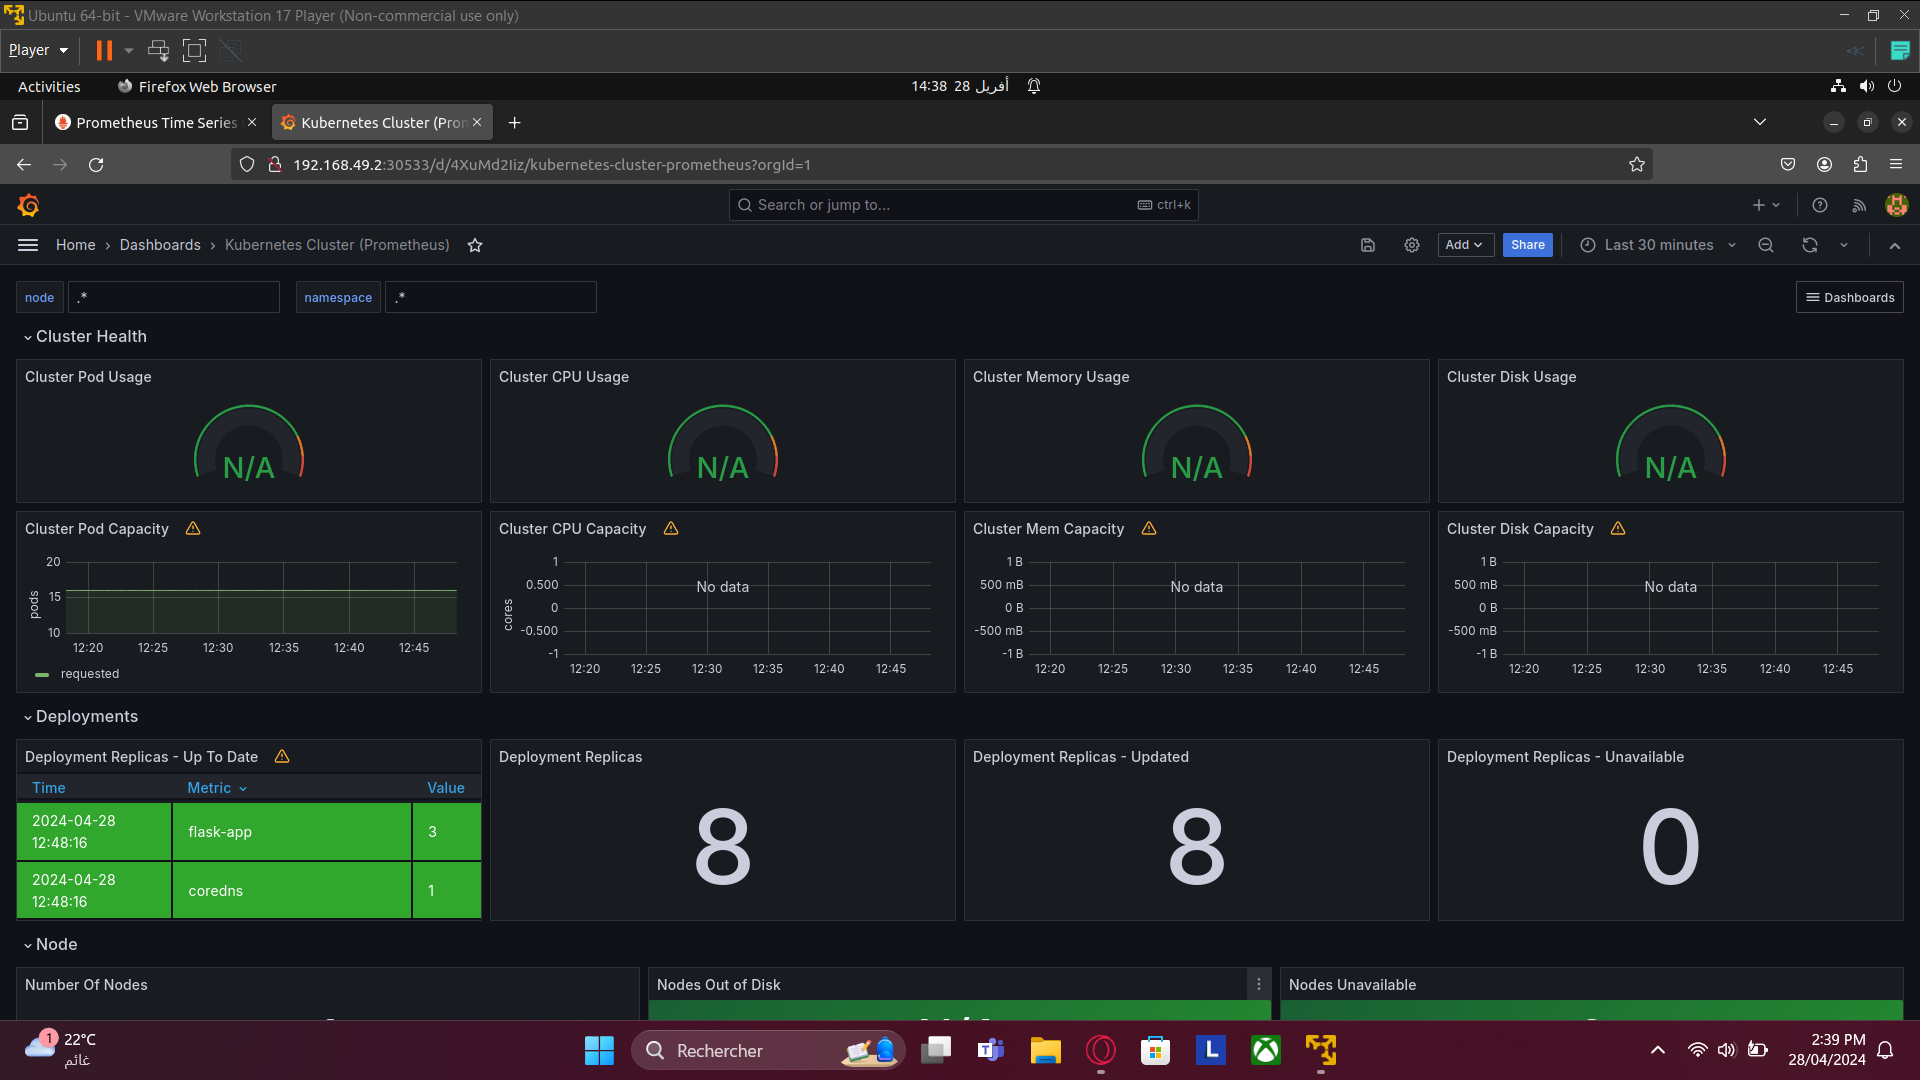 Ubuntu 64-bit - VMware Workstation 17 Player (Non-commercial use only)
Player
Activities
Firefox Web Browser
14:38 28 أفريل
Prometheus Time Series
Kubernetes Cluster (Pron
192.168.49.2:30533/d/4XuMd2Iiz/kubernetes-cluster-prometheus?orgId=1
Search or jump to...
ctrl+k
Home › Dashboards › Kubernetes Cluster (Prometheus)
Add
Share
Last 30 minutes
node
.*
namespace
.*
Dashboards
Cluster Health
Cluster Pod Usage
N/A
Cluster CPU Usage
N/A
Cluster Memory Usage
N/A
Cluster Disk Usage
N/A
Cluster Pod Capacity
pods
20
15
10
12:20 12:25 12:30 12:35 12:40 12:45
requested
Cluster CPU Capacity
cores
1
0.500
0
-0.500
-1
No data
12:20 12:25 12:30 12:35 12:40 12:45
Cluster Mem Capacity
1 B
500 mB
0 B
-500 mB
-1 B
No data
12:20 12:25 12:30 12:35 12:40 12:45
Cluster Disk Capacity
1 B
500 mB
0 B
-500 mB
-1 B
No data
12:20 12:25 12:30 12:35 12:40 12:45
Deployments
Deployment Replicas - Up To Date
Time Metric Value
2024-04-28
12:48:16
flask-app
3
2024-04-28
12:48:16
coredns
1
Deployment Replicas
8
Deployment Replicas - Updated
8
Deployment Replicas - Unavailable
0
Node
Number Of Nodes
Nodes Out of Disk
Nodes Unavailable
1
22°C
غائم
Rechercher
L
2:39 PM
28/04/2024